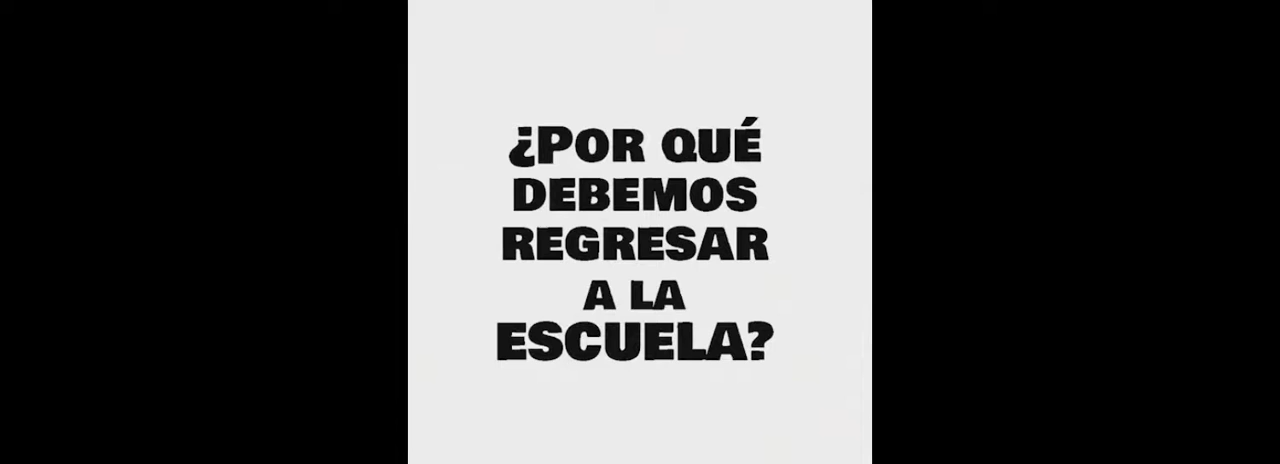 ¿POR QUÉ
DEBEMOS
REGRESAR
A LA
ESCUELA?